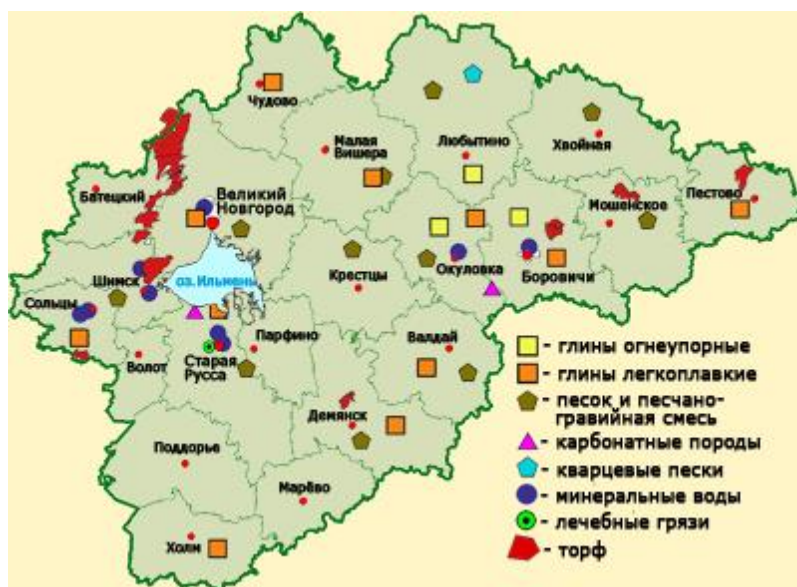 Чудово
Малая
Вишера
Любытино
Хвойная
Батецкий
Великий
Новгород
Мошенское
Пестово
Шимск
оз. Ильмень
Крестцы
Окуловка
Боровичи
Сольцы
Волот
Старая
Русса
Парфино
Валдай
Демянск
Поддорье
Марёво
Холм
- глины огнеупорные
- глины легкоплавкие
- песок и песчано-
гравийная смесь
- карбонатные породы
- кварцевые пески
- минеральные воды
- лечебные грязи
- торф